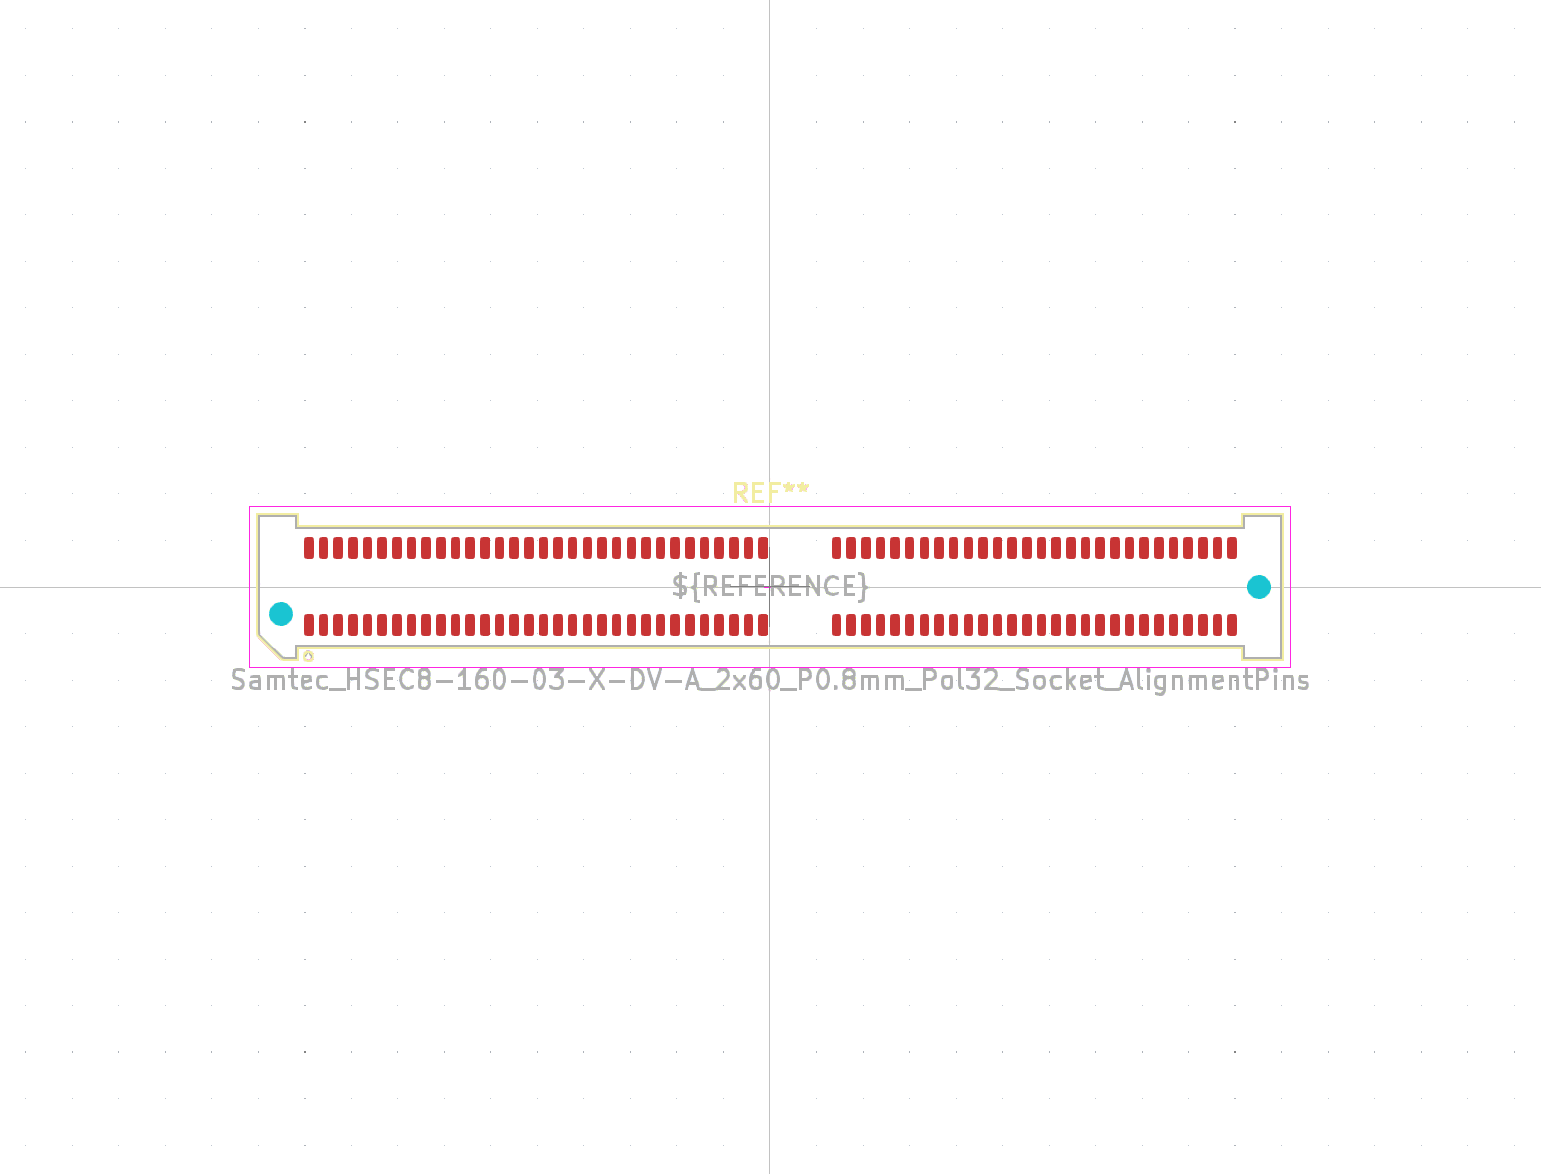 REF**
${REFERENCE}
Samtec_HSEC8-160-03-X-DV-A_2x60_P0.8mm_Pol32_Socket_AlignmentPins